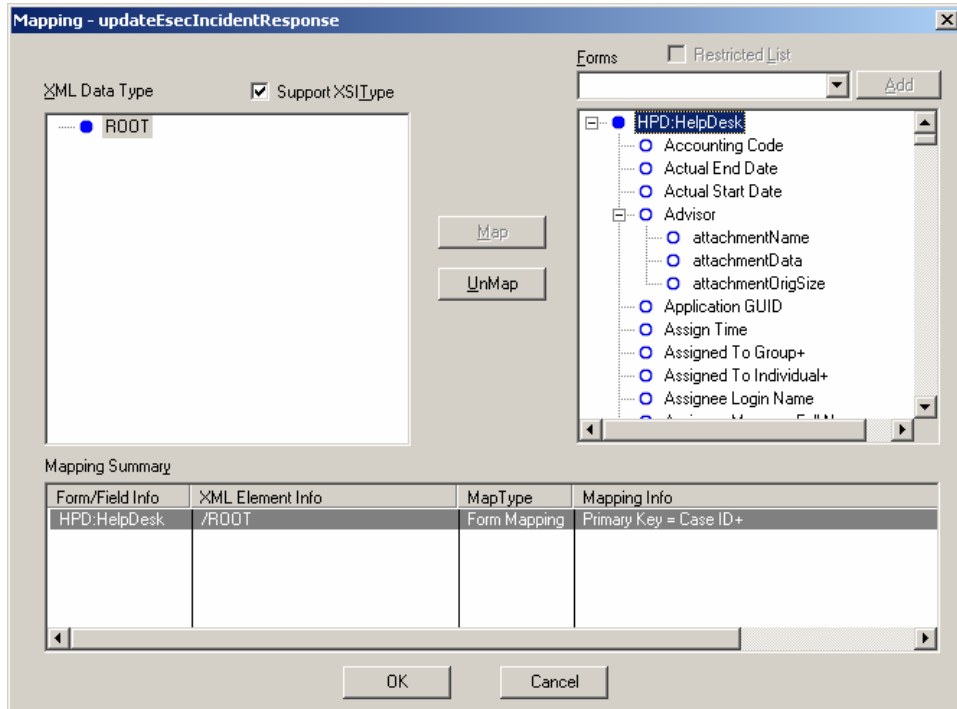 Mapping - updateEsecIncidentResponse
Forms
Restricted List
XML Data Type
Support XSIType
Add
ROOT
HPD:HelpDesk
Accounting Code
Actual End Date
Actual Start Date
Advisor
attachmentName
attachmentData
attachmentOrigSize
Application GUID
Assign Time
Assigned To Group+
Assigned To Individual+
Assignee Login Name
Map
UnMap
Mapping Summary
Form/Field Info XML Element Info MapType Mapping Info
HPD:HelpDesk /ROOT Form Mapping Primary Key = Case ID+
OK Cancel